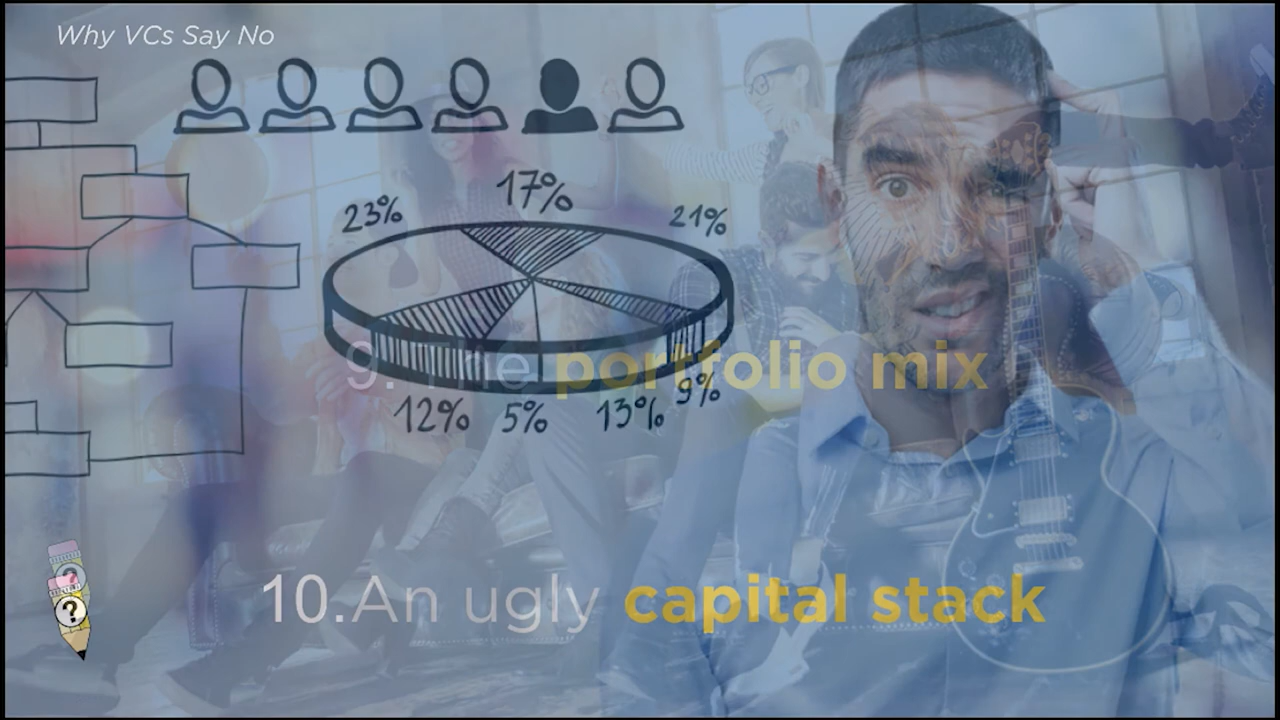 Why VCs Say No
17%
23%
21%
9. The portfolio mix
9%
12%
5%
13%
10. An ugly capital stack
?